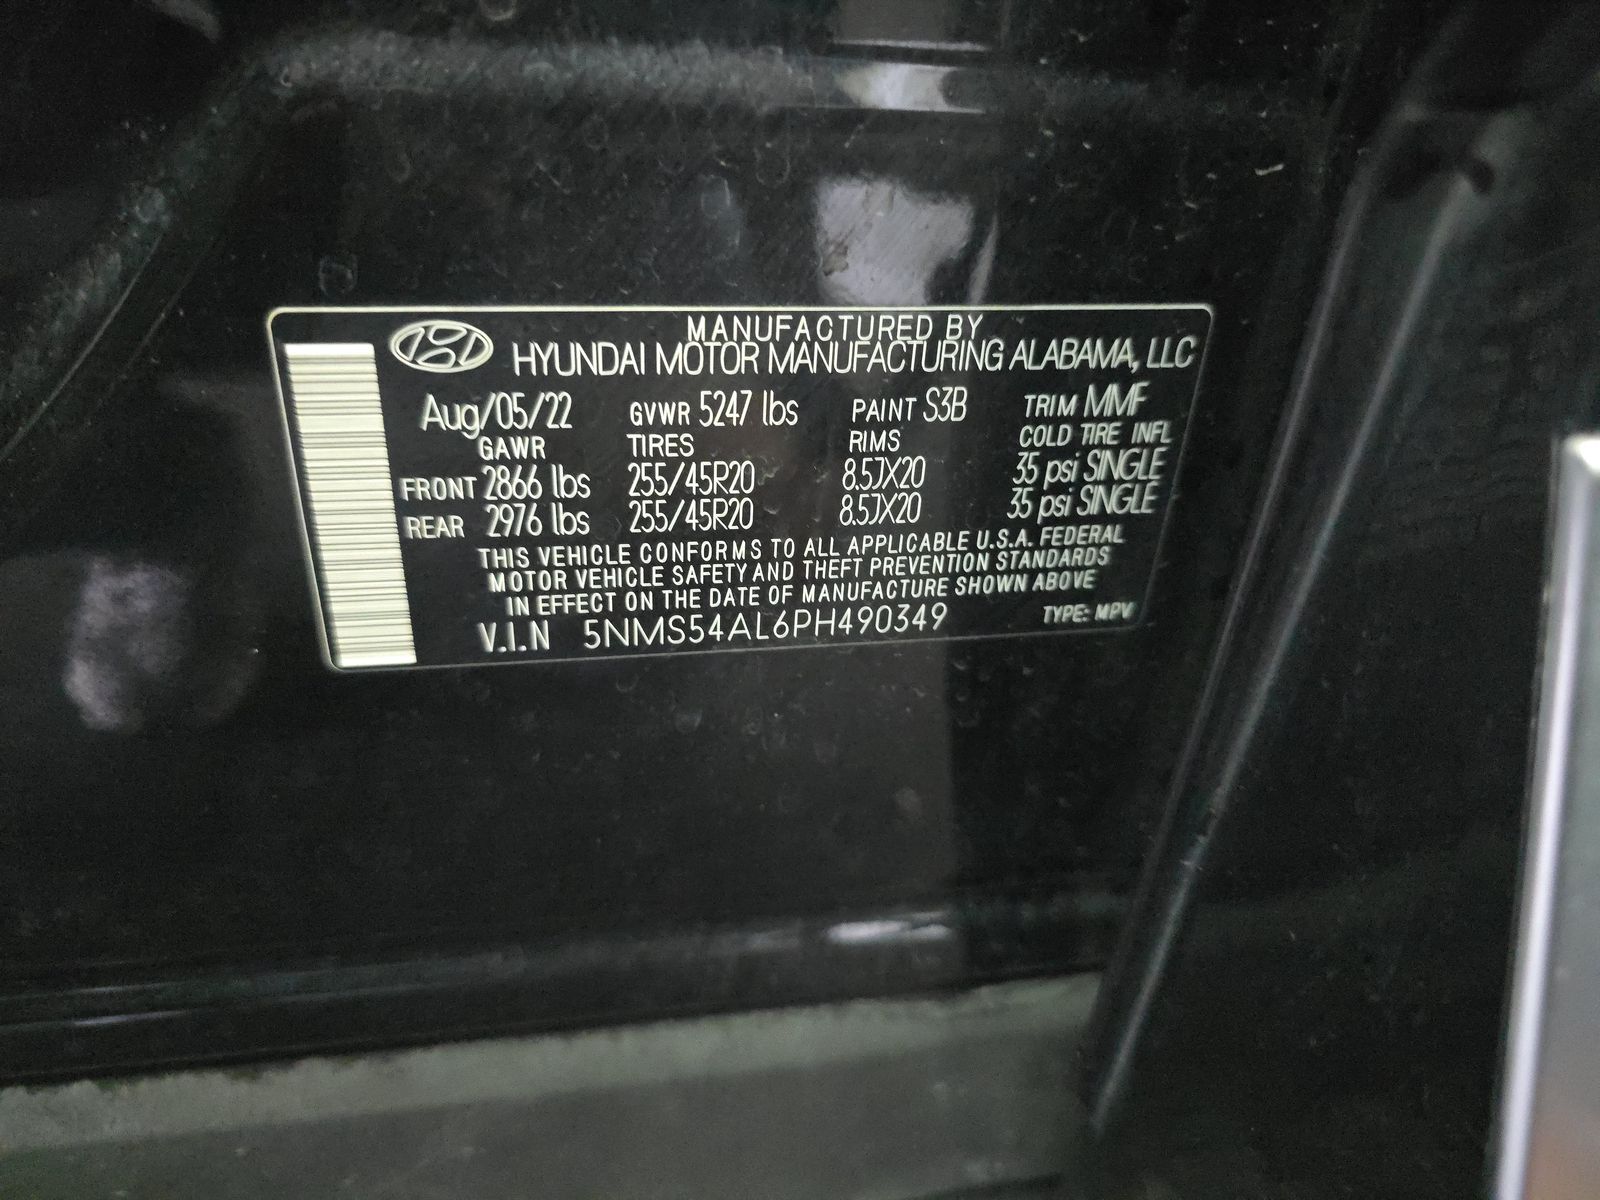 MANUFACTURED BY
HYUNDAI MOTOR MANUFACTURING ALABAMA, LLC
Aug/05/22 GVWR 5247 lbs PAINT S3B TRIM MMF
GAWR TIRES RIMS COLD TIRE INFL
FRONT 2866 lbs 255/45R20 8.5JX20 35 psi SINGLE
REAR 2976 lbs 255/45R20 8.5JX20 35 psi SINGLE
THIS VEHICLE CONFORMS TO ALL APPLICABLE U.S.A. FEDERAL
MOTOR VEHICLE SAFETY AND THEFT PREVENTION STANDARDS
IN EFFECT ON THE DATE OF MANUFACTURE SHOWN ABOVE
V.I.N 5NMS54AL6PH490349 TYPE: MPV